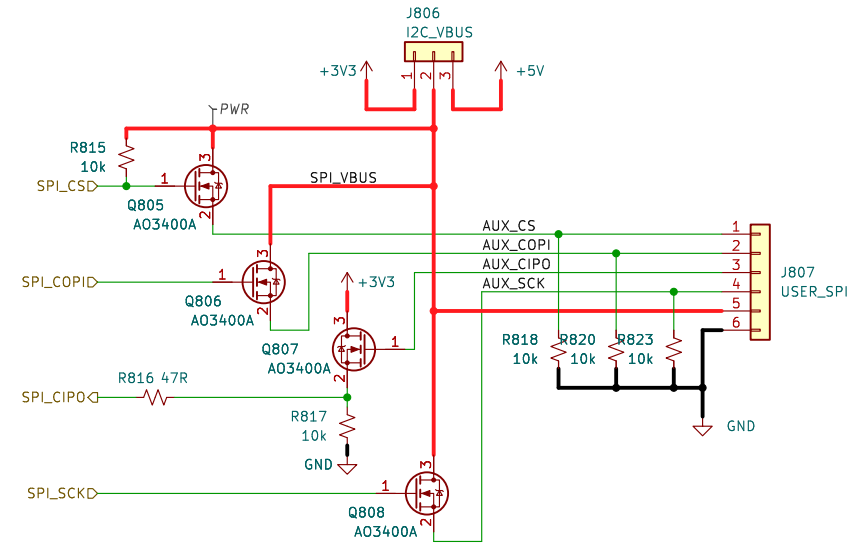 J806
I2C_VBUS
+3V3
+5V
1
2
3
PWR
R815
10k
3
SPI_CS
1
SPI_VBUS
Q805
AO3400A
2
AUX_CS
1
AUX_COPI
2
3
AUX_CIPO
3
J807
SPI_COPI
1
+3V3
AUX_SCK
4
USER_SPI
Q806
AO3400A
2
5
3
6
Q807
AO3400A
1
R818
10k
R820
10k
R823
10k
2
R816 47R
SPI_CIPO
R817
10k
GND
GND
3
SPI_SCK
1
Q808
AO3400A
2